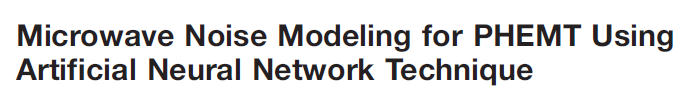 Microwave Noise Modeling for PHEMT Using
Artificial Neural Network Technique